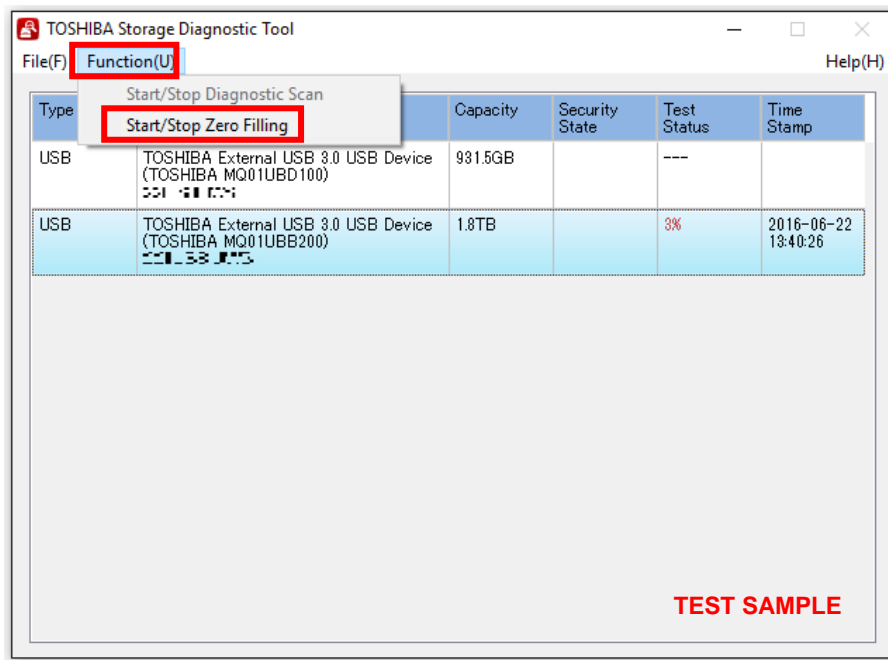 TOSHIBA Storage Diagnostic Tool
File(F) Function(U) Help(H)
Start/Stop Diagnostic Scan
Start/Stop Zero Filling
Type Capacity Security State Test Status Time Stamp
USB TOSHIBA External USB 3.0 USB Device 931.5GB ---
(TOSHIBA MQ01UBD100)
USB TOSHIBA External USB 3.0 USB Device 1.8TB 3% 2016-06-22
(TOSHIBA MQ01UBB200) 13:40:26
TEST SAMPLE